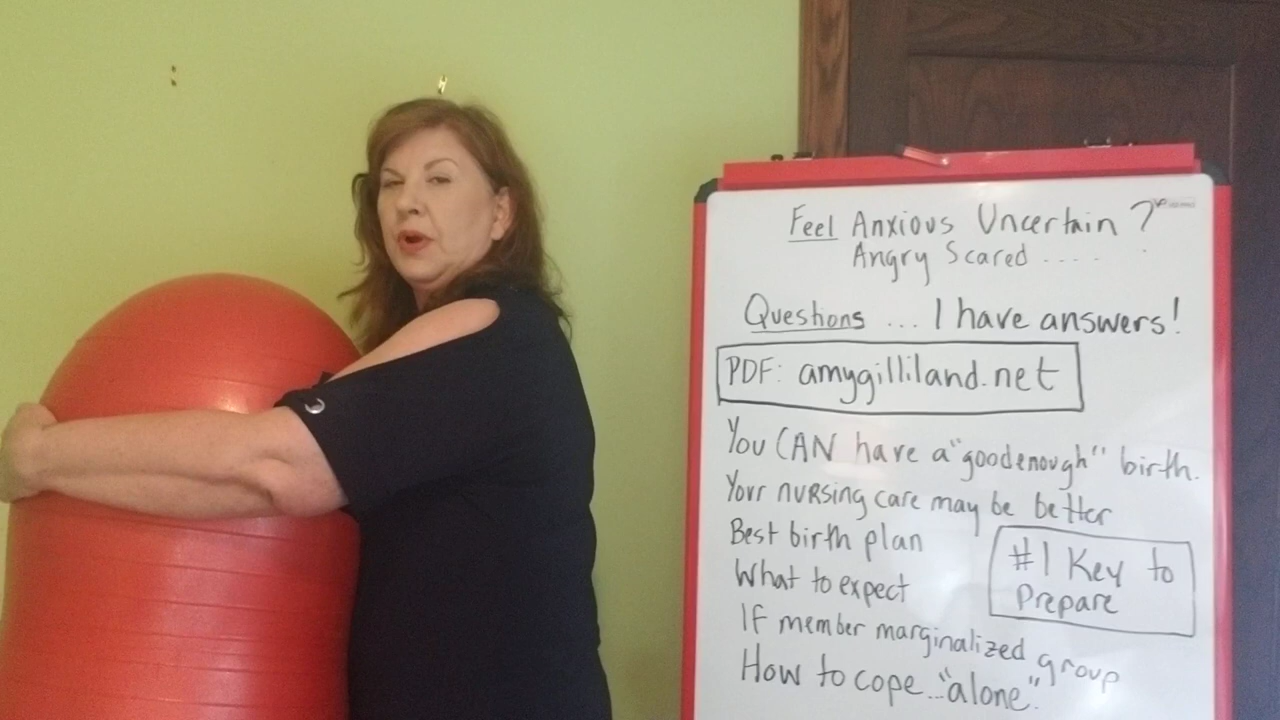 Feel Anxious Uncertain ?
Angry Scared ....
Questions ... I have answers!
PDF: amygilliland.net
You CAN have a "goodenough" birth.
Your nursing care may be better
Best birth plan
What to expect
#1 Key to
Prepare
If member marginalized group
How to cope..."alone".